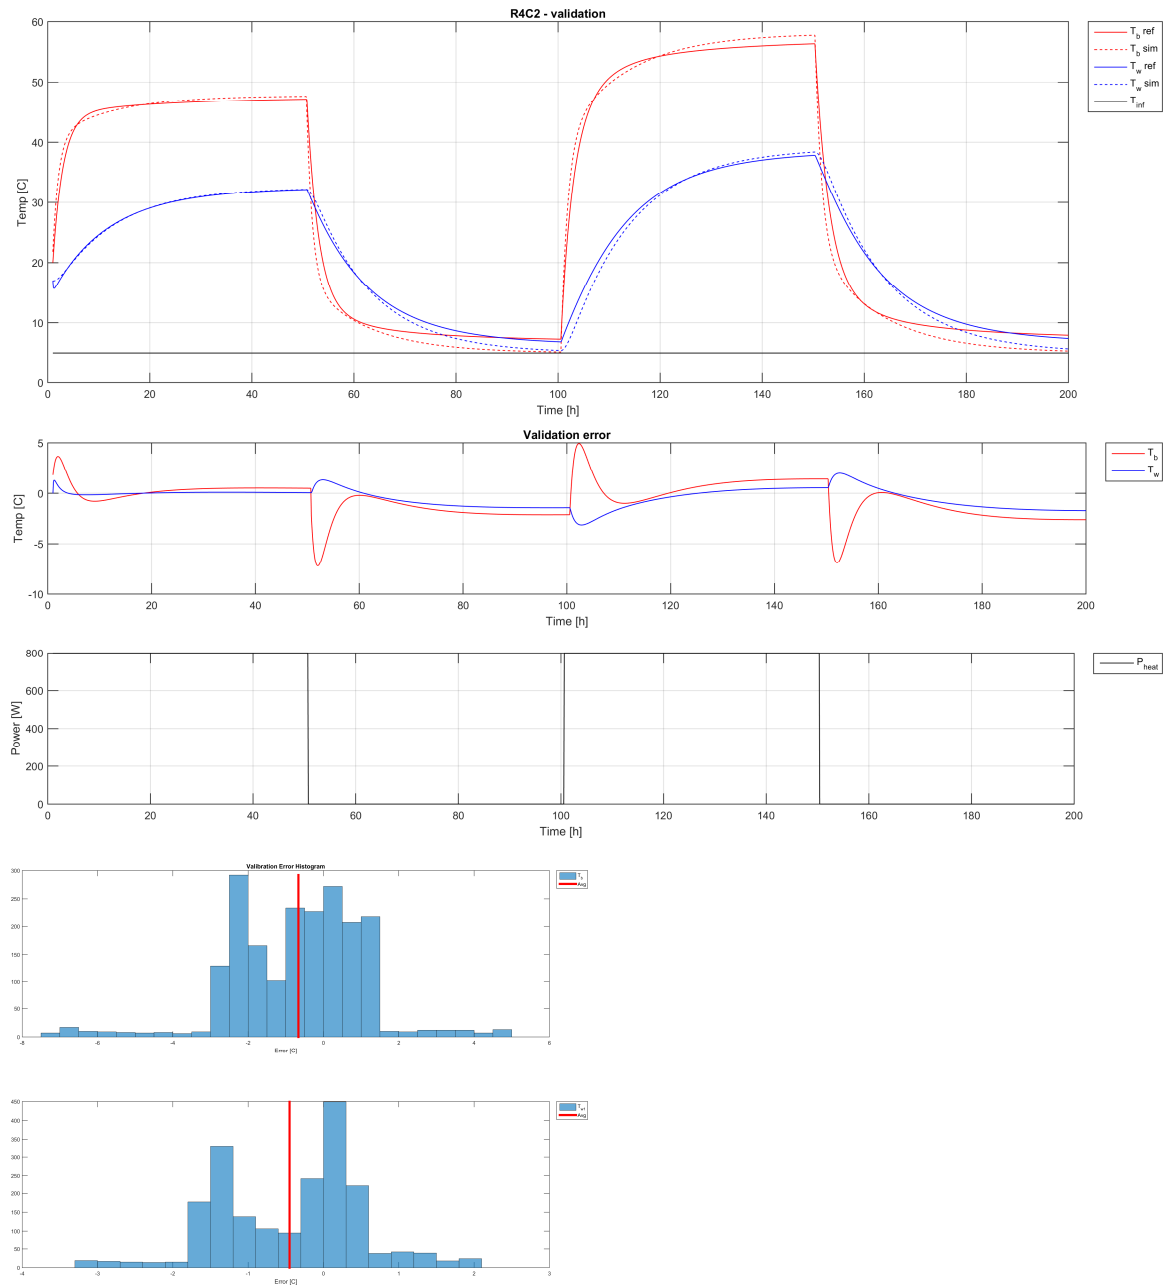 R4C2 - validation
60
50
40
30
20
10
0
Temp [C]
0 20 40 60 80 100 120 140 160 180 200
Time [h]
T_b ref
T_b sim
T_w ref
T_w sim
T_inf
Validation error
5
0
-5
-10
Temp [C]
0 20 40 60 80 100 120 140 160 180 200
Time [h]
T_b
T_w
800
600
400
200
0
Power [W]
0 20 40 60 80 100 120 140 160 180 200
Time [h]
P_heat
Valibration Error Histogram
300
250
200
150
100
50
0
-8 -6 -4 -2 0 2 4 6
Error [C]
Avg
450
400
350
300
250
200
150
100
50
0
-4 -3 -2 -1 0 1 2 3
Error [C]
Avg